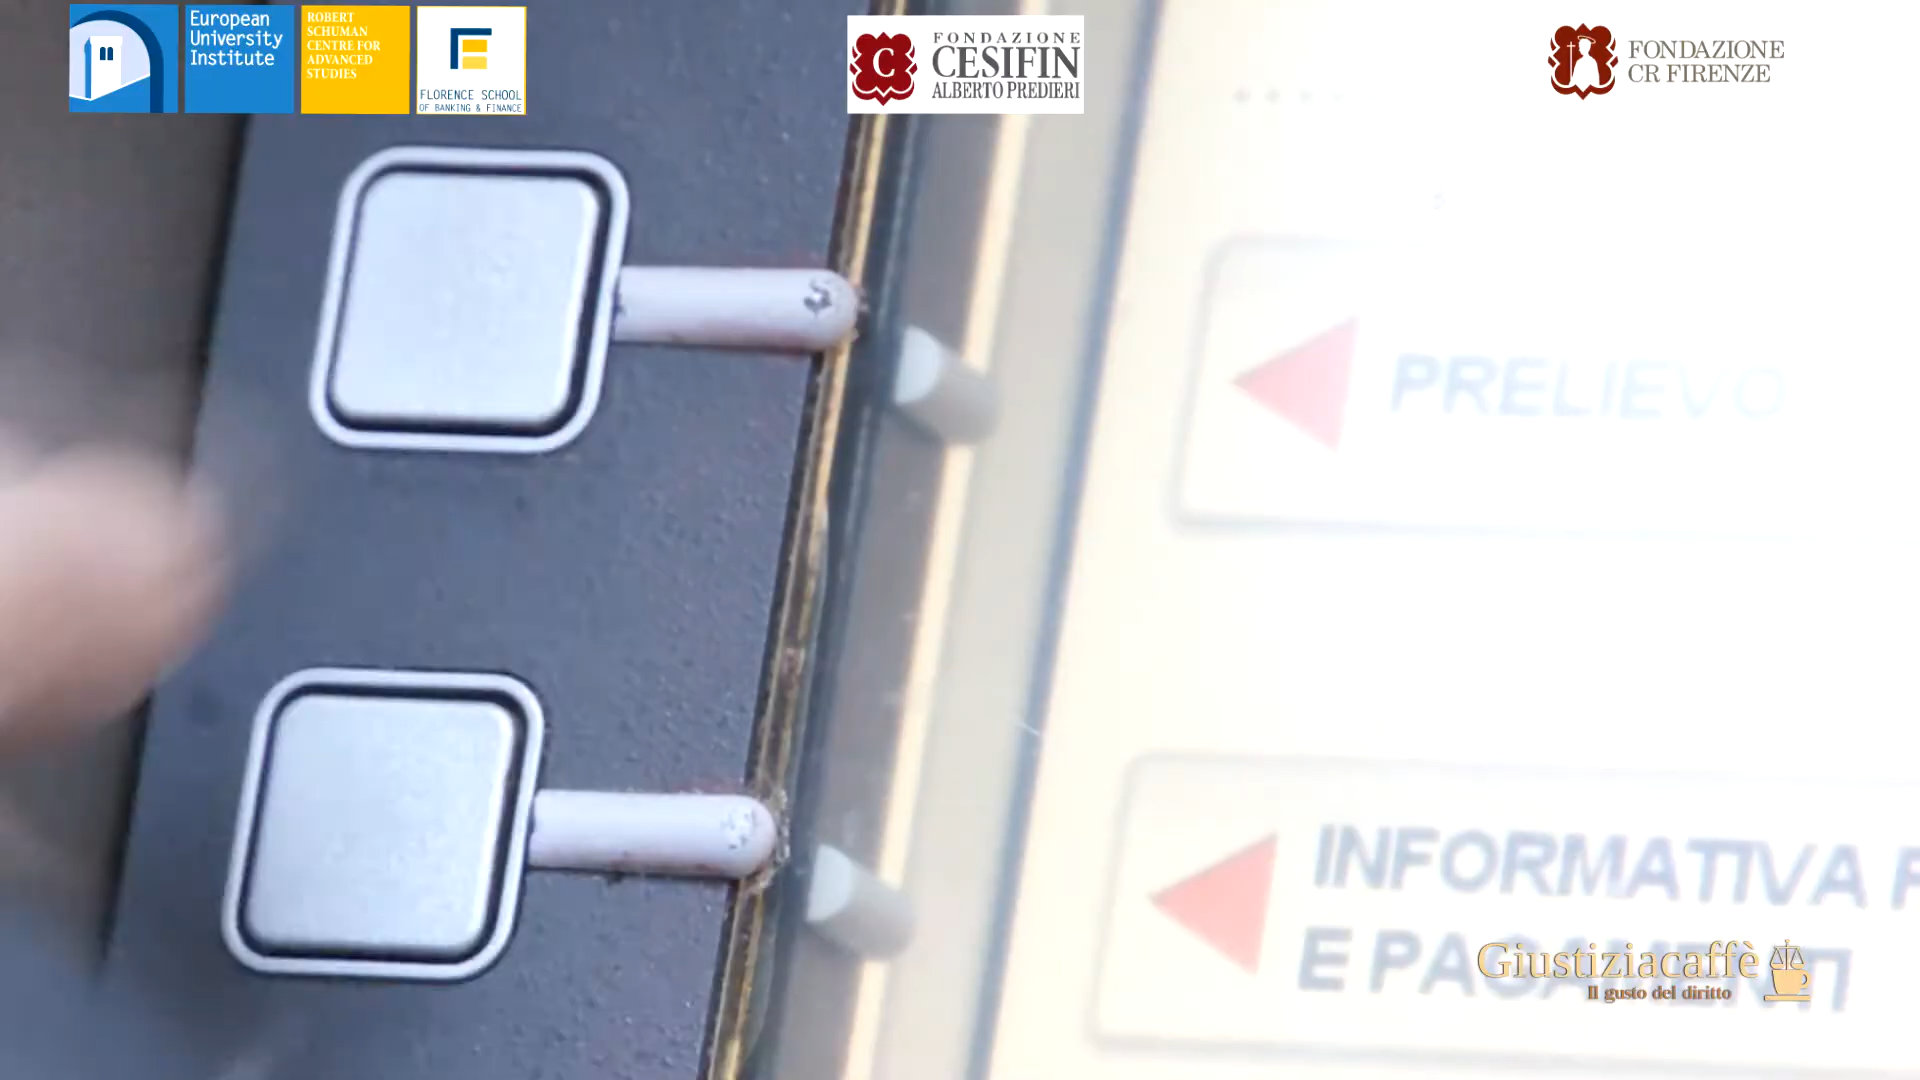 European
University
Institute
ROBERT
SCHUMAN
CENTRE FOR
ADVANCED
STUDIES
FLORENCE SCHOOL
OF BANKING & FINANCE
C
FONDAZIONE
CESIFIN
ALBERTO PREDIERI
FONDAZIONE
CR FIRENZE
PRELIEVO
INFORMATIVA
E PAGAMENTI
Giustiziacaffè
Il gusto del diritto